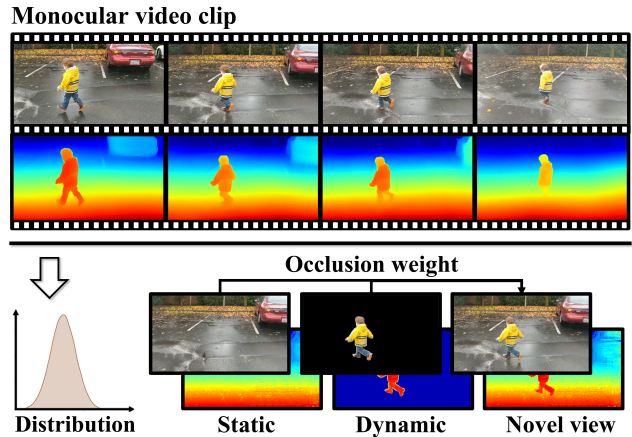 Monocular video clip
Occlusion weight
Distribution
Static
Dynamic
Novel view